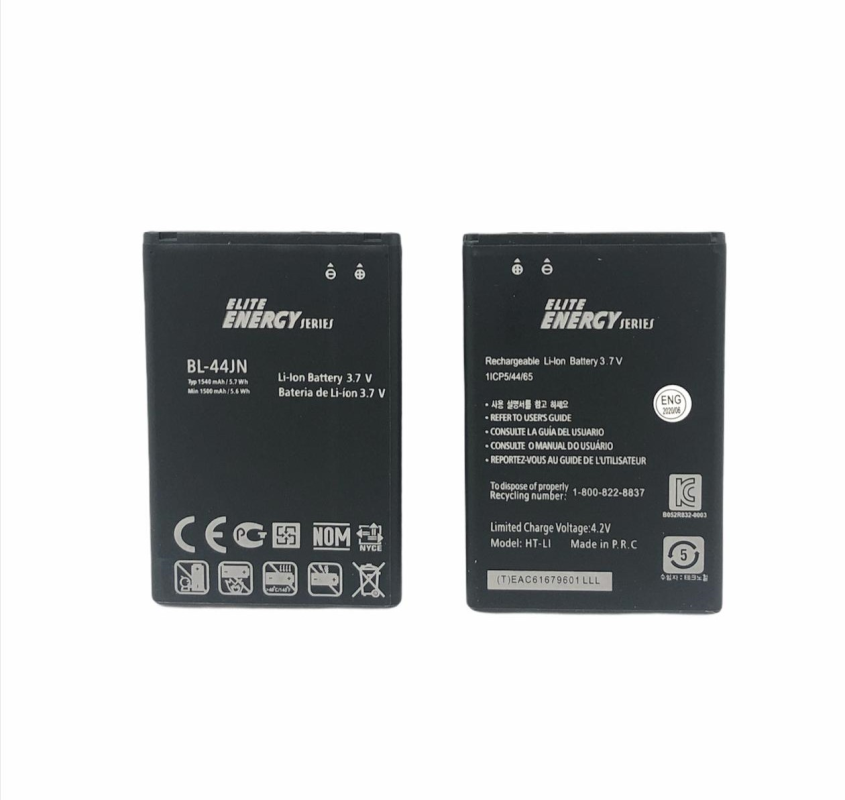 ELITE
ENERGY SERIES
BL-44JN
Typ 1540 mAh / 5.7 Wh
Min 1500 mAh / 5.6 Wh
Li-Ion Battery 3.7 V
Bateria de Li-íon 3.7 V
CE CE PG NOM NYCE
ELITE
ENERGY SERIES
Rechargeable Li-Ion Battery 3.7 V
1ICP5/44/65
• 사용 설명서를 참고 하세요
• REFER TO USER'S GUIDE
• CONSULTE LA GUÍA DEL USUARIO
• CONSULTE O MANUAL DO USUÁRIO
• REPORTEZ-VOUS AU GUIDE DE L'UTILISATEUR
ENG
2020/06
To dispose of properly
Recycling number: 1-800-822-8837
Limited Charge Voltage:4.2V
Model: HT-LI Made in P.R.C
(T)EAC61679601 LLL
5